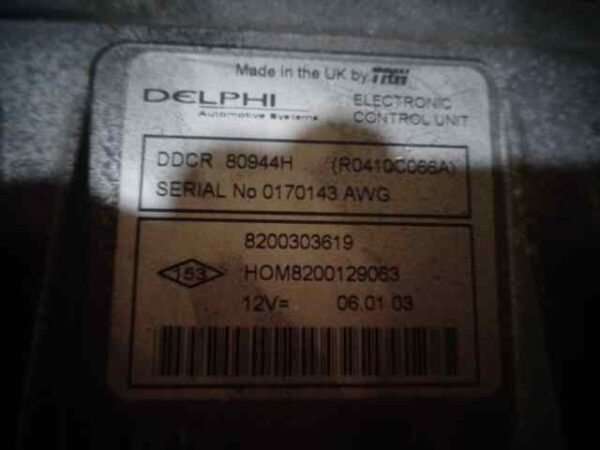 Made in the UK by TRW
DELPHI
Automotive Systems
ELECTRONIC
CONTROL UNIT
DDCR 80944H (R0410C066A)
SERIAL No 0170143 AWG
8200303619
153 HOM8200129063
12V= 06.01 03